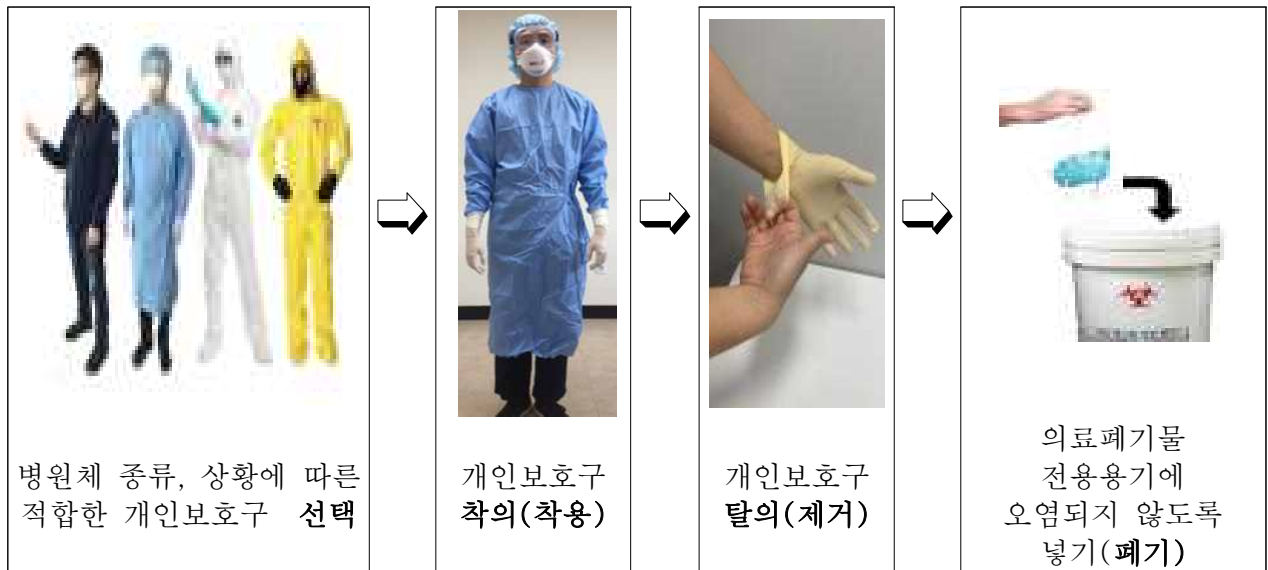 병원체 종류, 상황에 따른
적합한 개인보호구 선택
개인보호구
착의(착용)
개인보호구
탈의(제거)
의료폐기물
전용용기에
오염되지 않도록
넣기(폐기)